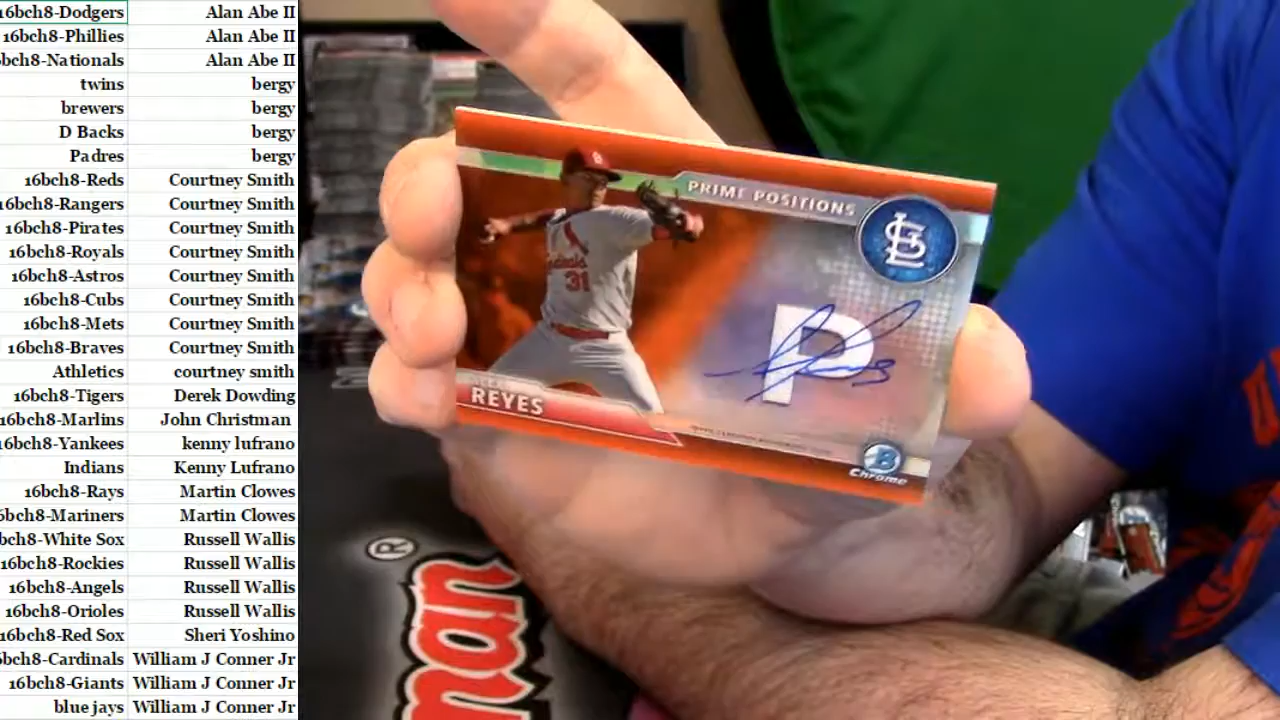 16bch8-Dodgers Alan Abe II
16bch8-Phillies Alan Abe II
bch8-Nationals Alan Abe II
twins bergy
brewers bergy
D Backs bergy
Padres bergy
16bch8-Reds Courtney Smith
16bch8-Rangers Courtney Smith
16bch8-Pirates Courtney Smith
16bch8-Royals Courtney Smith
16bch8-Astros Courtney Smith
16bch8-Cubs Courtney Smith
16bch8-Mets Courtney Smith
16bch8-Braves Courtney Smith
Athletics courtney smith
16bch8-Tigers Derek Dowding
16bch8-Marlins John Christman
16bch8-Yankees kenny lufrano
Indians Kenny Lufrano
16bch8-Rays Martin Clowes
6bch8-Mariners Martin Clowes
bch8-White Sox Russell Wallis
16bch8-Rockies Russell Wallis
16bch8-Angels Russell Wallis
16bch8-Orioles Russell Wallis
16bch8-Red Sox Sheri Yoshino
6bch8-Cardinals William J Conner Jr
16bch8-Giants William J Conner Jr
blue jays William J Conner Jr
PRIME POSITIONS
STL
31
P
REYES
B
Chrome
®
man